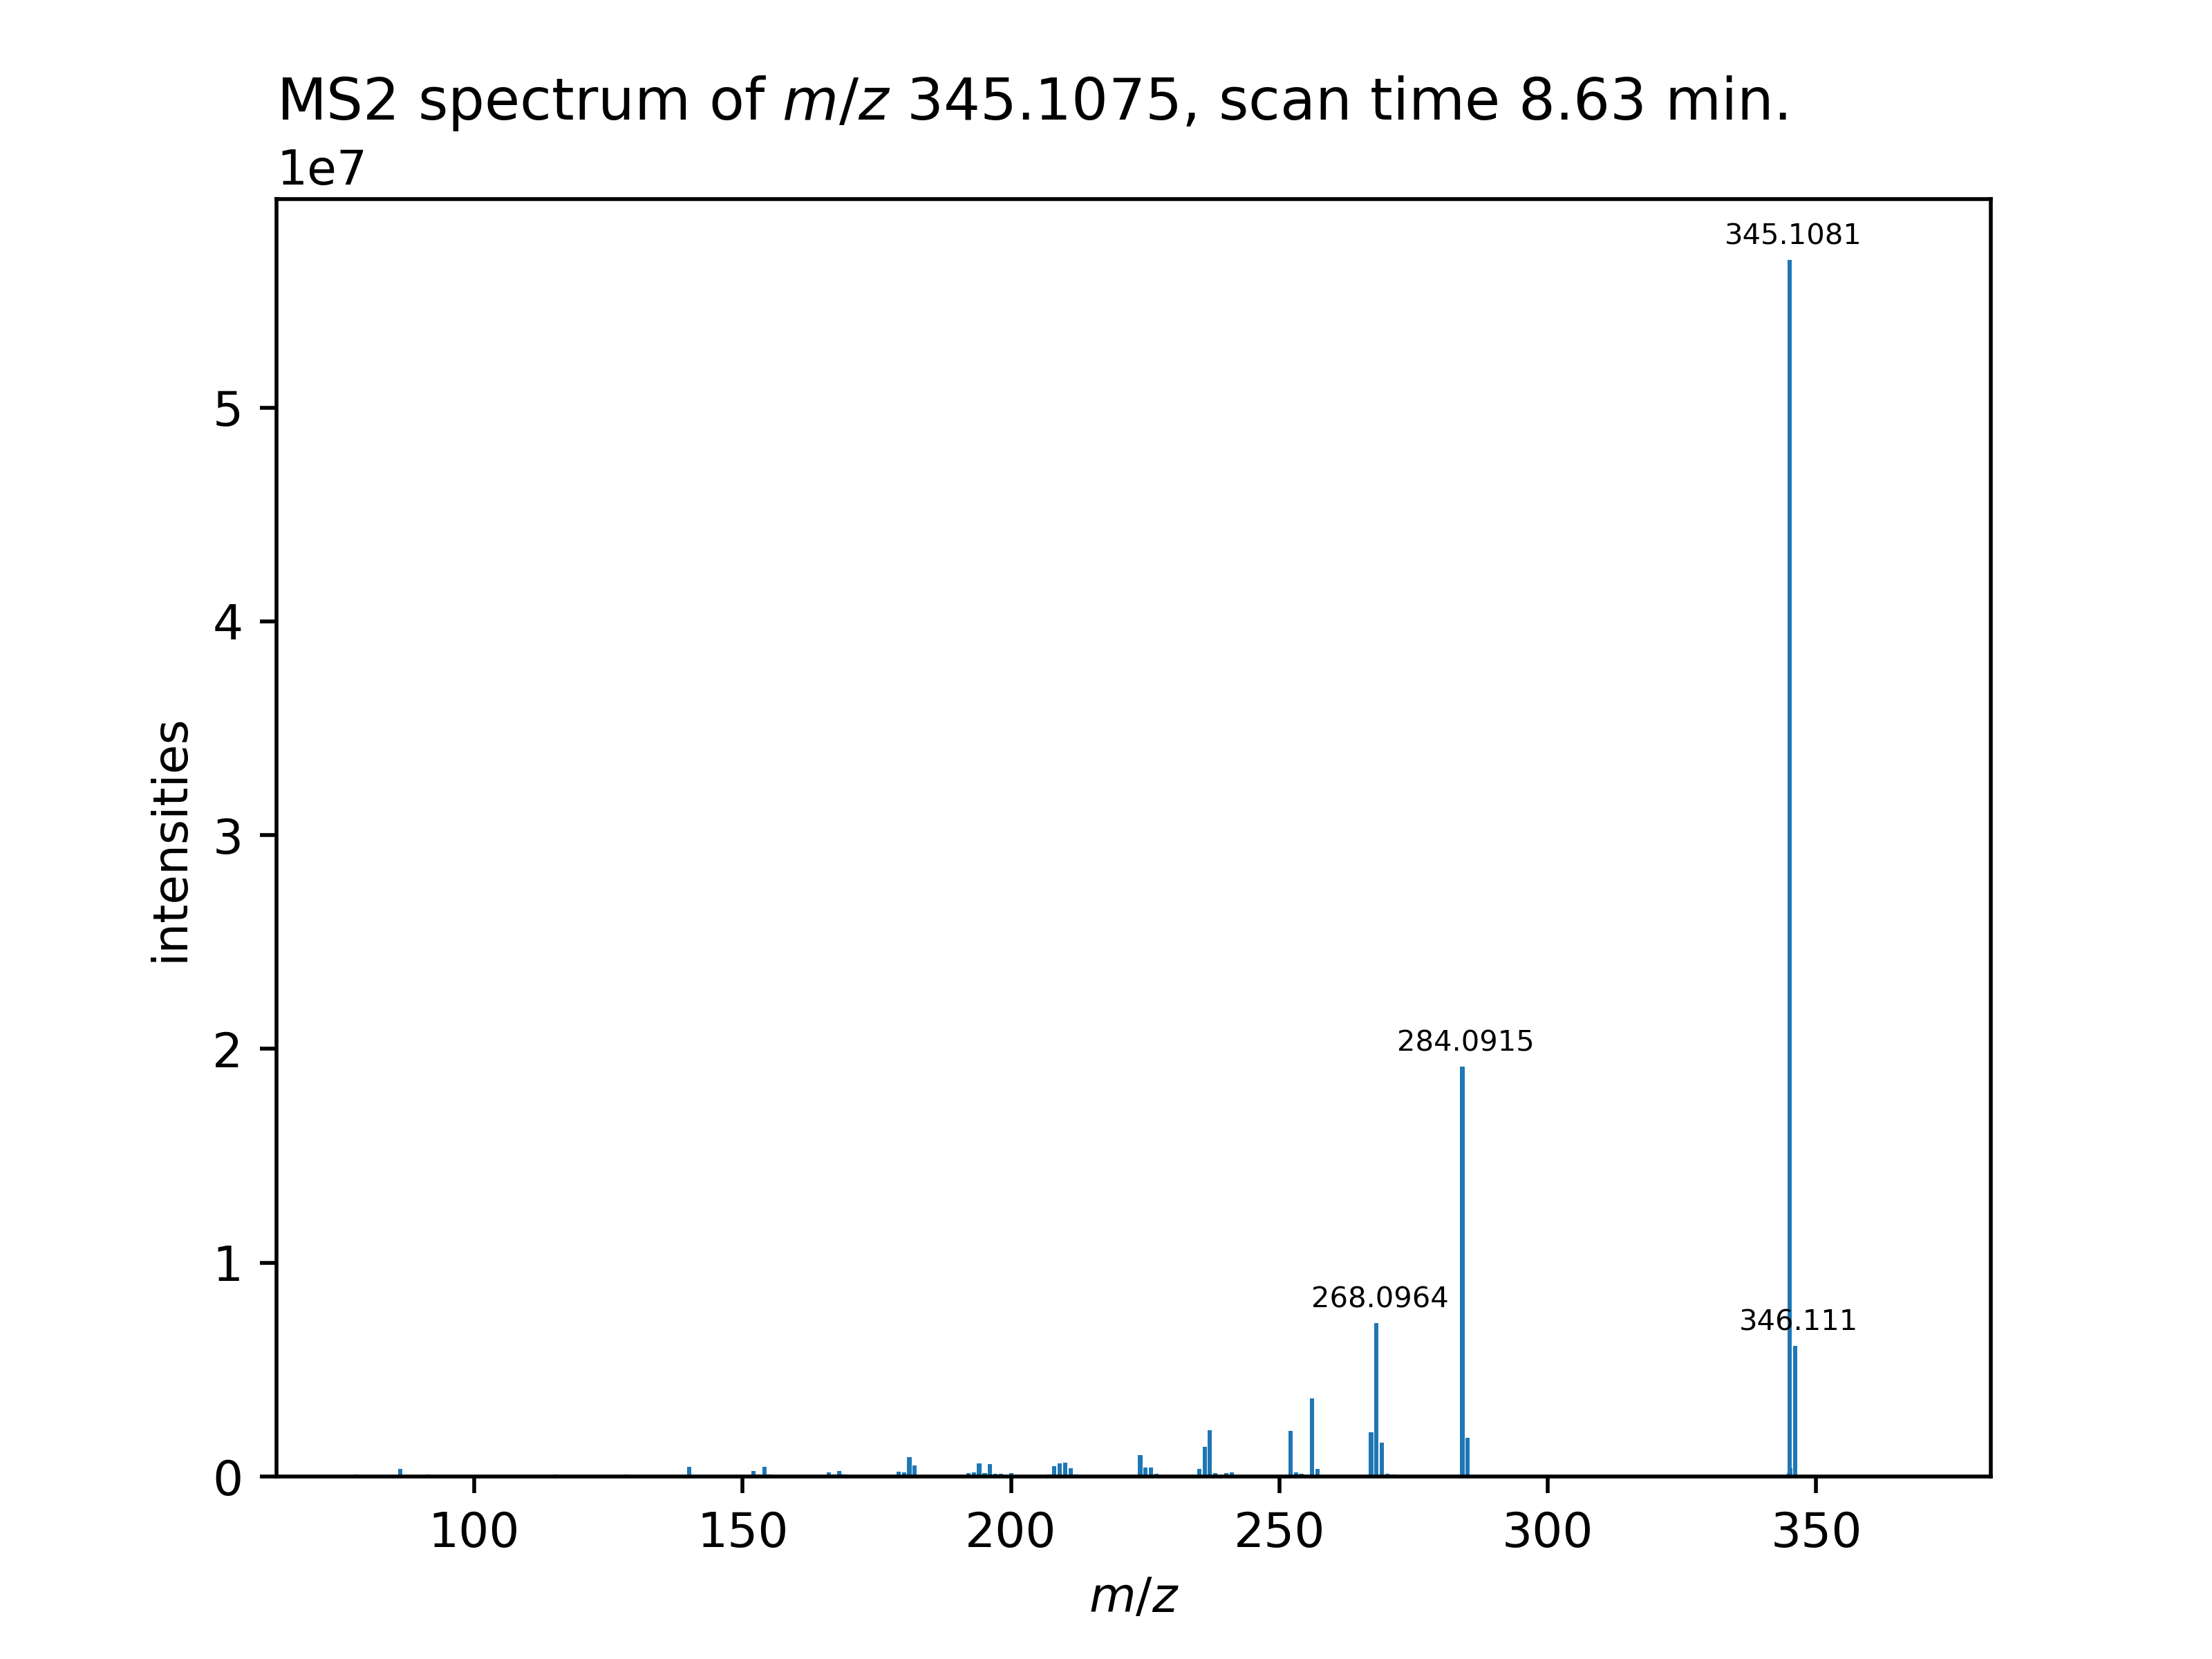 MS2 spectrum of m/z 345.1075, scan time 8.63 min.
1e7
345.1081
5
4
3
2
284.0915
1
268.0964
346.111
0
intensities
100 150 200 250 300 350
m/z